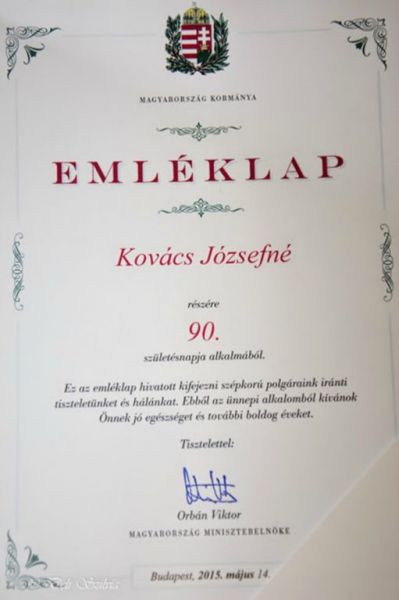 MAGYARORSZÁG KORMÁNYA
EMLÉKLAP
Kovács Józsefné
részére
90.
születésnapja alkalmából.
Ez az emléklap hivatott kifejezni szépkorú polgáraink iránti
tiszteletünket és hálánkat. Ebből az ünnepi alkalomból kívánok
Önnek jó egészséget és további boldog éveket.
Tisztelettel:
Orbán Viktor
MAGYARORSZÁG MINISZTERELNÖKE
Budapest, 2015. május 14.